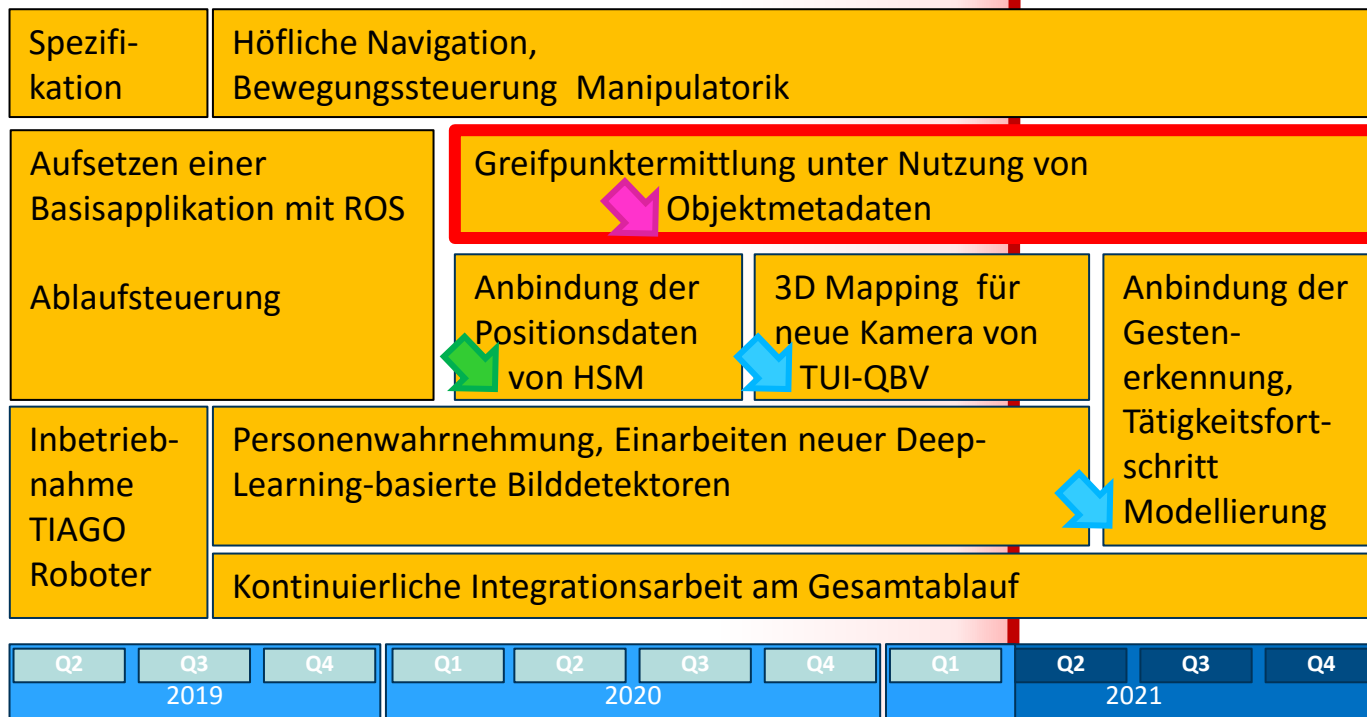 Spezifi-
kation
Höfliche Navigation,
Bewegungssteuerung Manipulatorik
Aufsetzen einer
Basisapplikation mit ROS
Ablaufsteuerung
Greifpunktermittlung unter Nutzung von
Objektmetadaten
Anbindung der
Positionsdaten
von HSM
3D Mapping für
neue Kamera von
TUI-QBV
Anbindung der
Gesten-
erkennung,
Tätigkeitsfort-
schritt
Modellierung
Inbetrieb-
nahme
TIAGO
Roboter
Personenwahrnehmung, Einarbeiten neuer Deep-
Learning-basierte Bilddetektoren
Kontinuierliche Integrationsarbeit am Gesamtablauf
Q2 Q3 Q4 Q1 Q2 Q3 Q4 Q1 Q2 Q3 Q4
2019 2020 2021